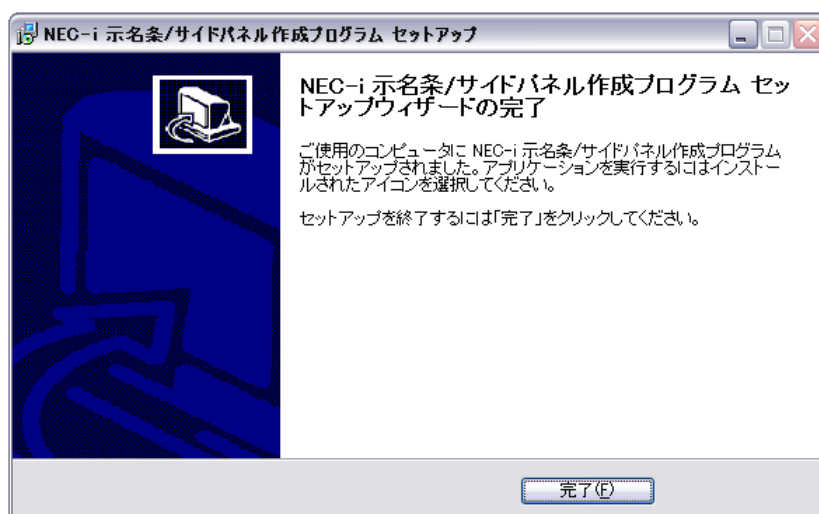 NEC-i 示名条/サイドパネル作成プログラム セットアップ
NEC-i 示名条/サイドパネル作成プログラム セッ
トアップウィザードの完了
ご使用のコンピュータに NEC-i 示名条/サイドパネル作成プログラム
がセットアップされました。アプリケーションを実行するにはインストー
ルされたアイコンを選択してください。
セットアップを終了するには「完了」をクリックしてください。
完了(F)